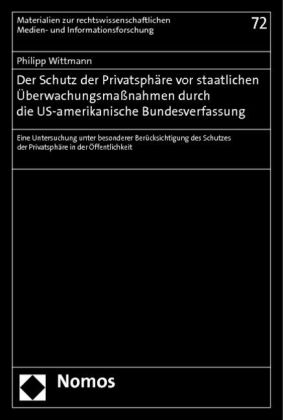 Materialien zur rechtswissenschaftlichen
Medien- und Informationsforschung
72
Philipp Wittmann
Der Schutz der Privatsphäre vor staatlichen
Überwachungsmaßnahmen durch
die US-amerikanische Bundesverfassung
Eine Untersuchung unter besonderer Berücksichtigung des Schutzes
der Privatsphäre in der Öffentlichkeit
Nomos